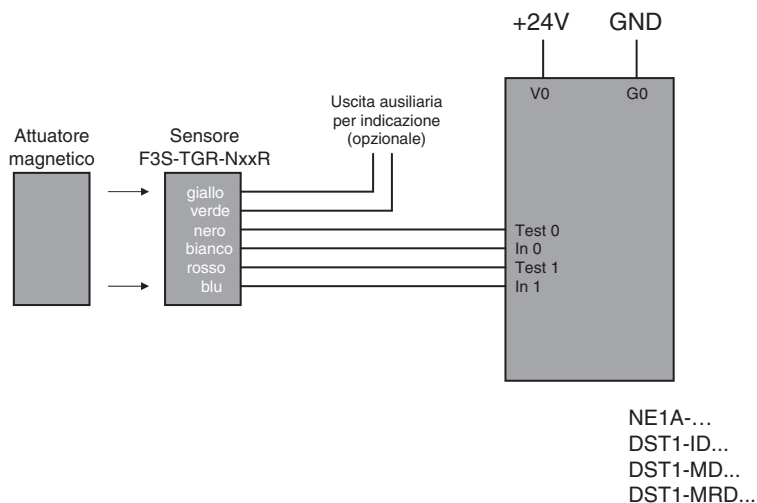 +24V GND
V0 G0
Uscita ausiliaria
per indicazione
(opzionale)
Attuatore
magnetico
Sensore
F3S-TGR-NxxR
giallo
verde
nero
bianco
rosso
blu
Test 0
In 0
Test 1
In 1
NE1A-...
DST1-ID...
DST1-MD...
DST1-MRD...